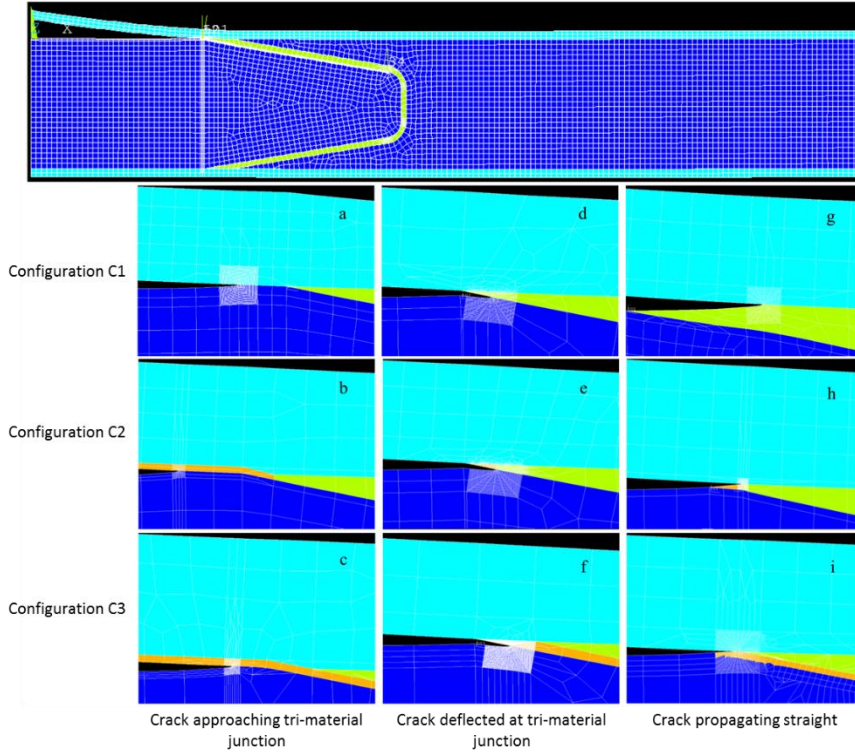 X
a
d
g
Configuration C1
b
e
h
Configuration C2
c
f
i
Configuration C3
Crack approaching tri-material
junction
Crack deflected at tri-material
junction
Crack propagating straight